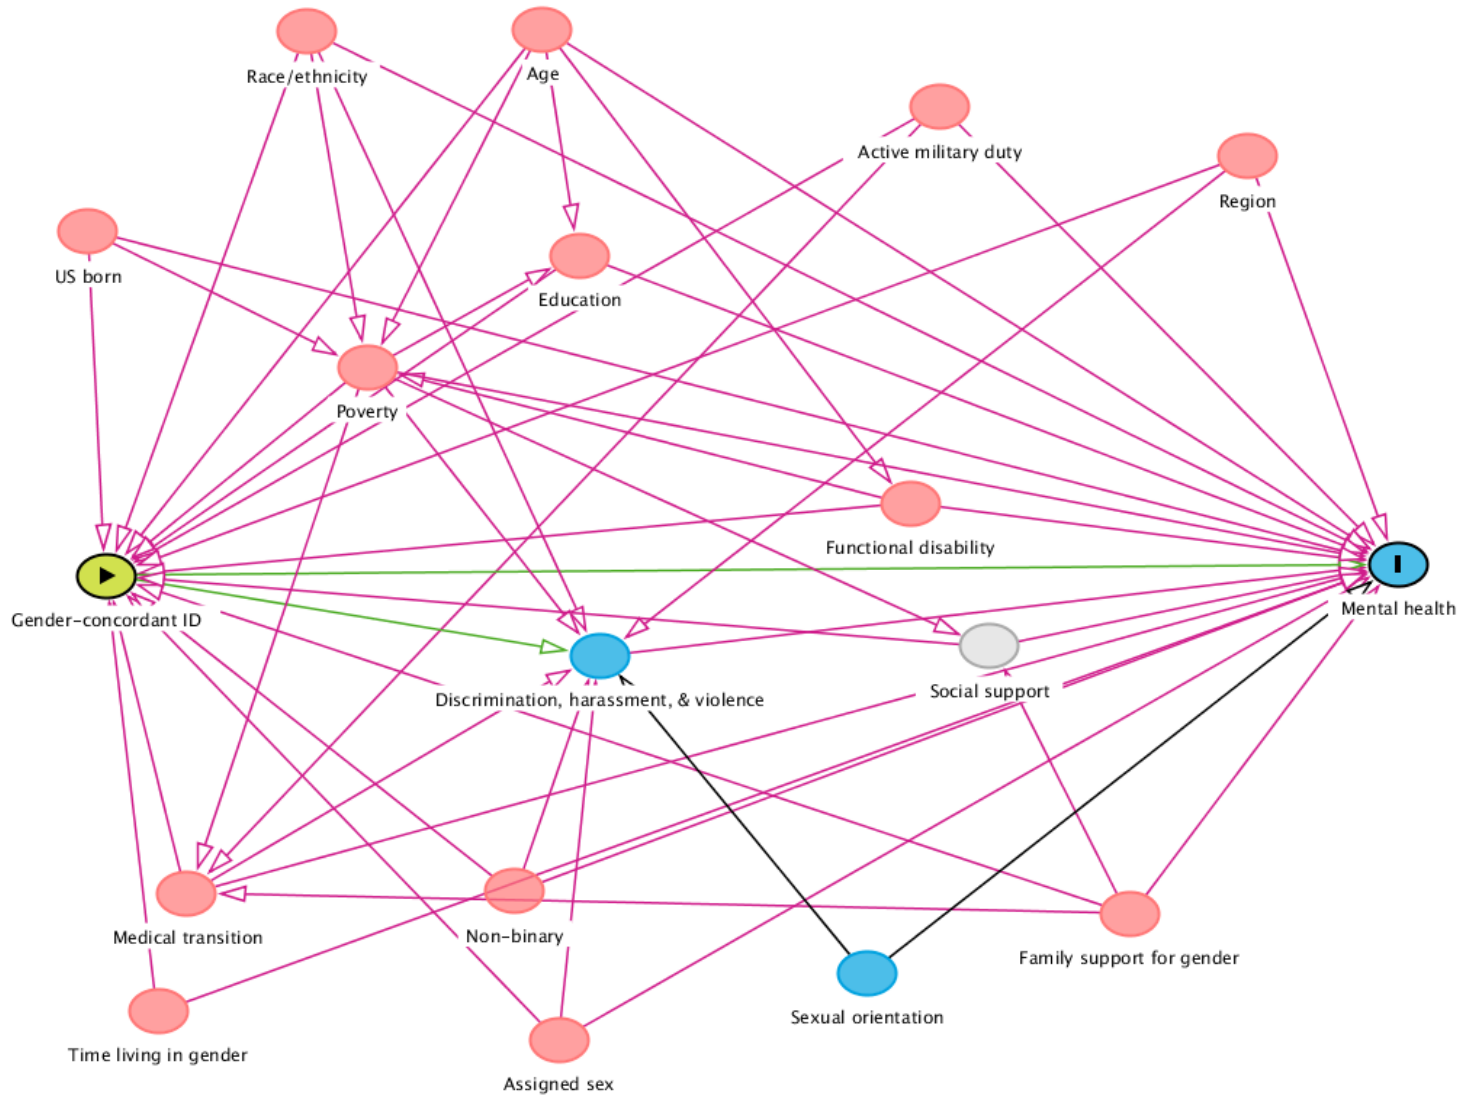 Race/ethnicity
Age
Active military duty
Region
US born
Education
Poverty
Functional disability
Gender-concordant ID
Mental health
Discrimination, harassment, & violence
Social support
Medical transition
Non-binary
Family support for gender
Sexual orientation
Time living in gender
Assigned sex